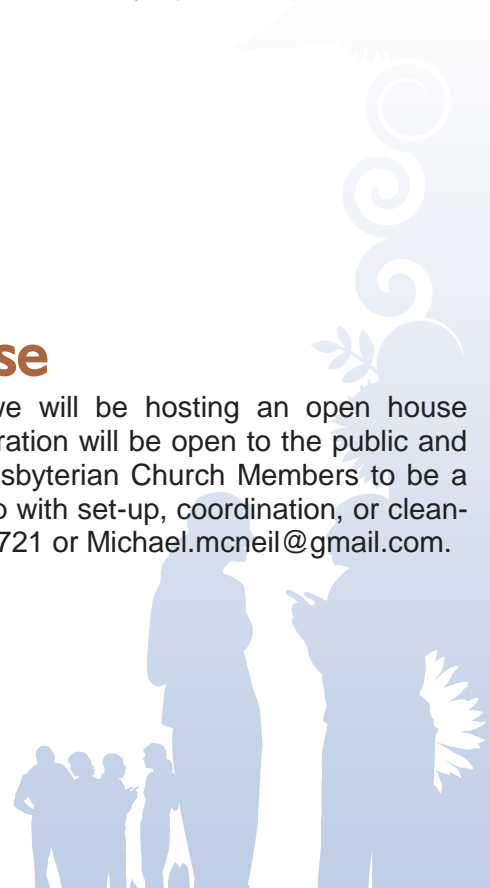 se
we will be hosting an open house
ration will be open to the public and
sbyterian Church Members to be a
with set-up, coordination, or clean-
721 or Michael.mcneil@gmail.com.